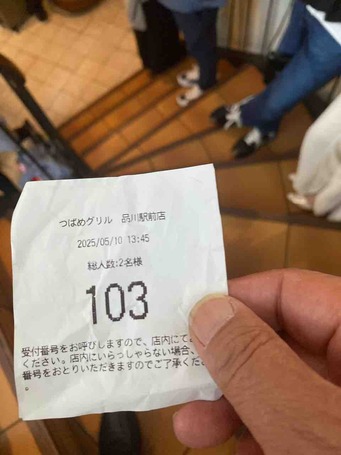 つばめグリル 品川駅前店
2025/05/10 13:45
総人数:2名様
103
受付番号をお呼びしますので、店内にてお
ください。店内にいらっしゃらない場合、
番号をおとりいただきますのでご了承くだ
。